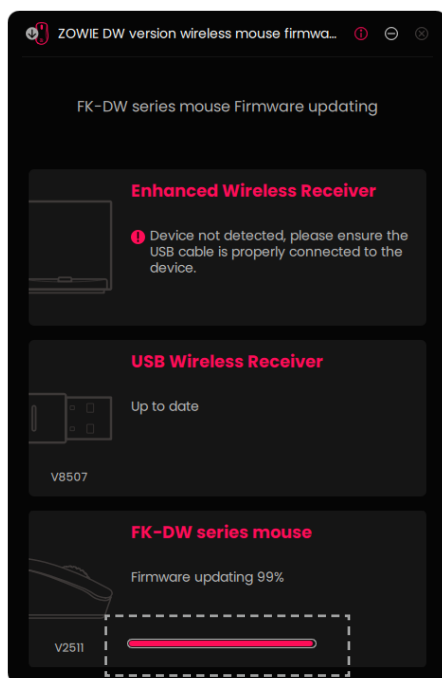 ZOWIE DW version wireless mouse firmwa...
FK-DW series mouse Firmware updating
Enhanced Wireless Receiver
Device not detected, please ensure the
USB cable is properly connected to the
device.
USB Wireless Receiver
Up to date
V8507
FK-DW series mouse
Firmware updating 99%
V2511